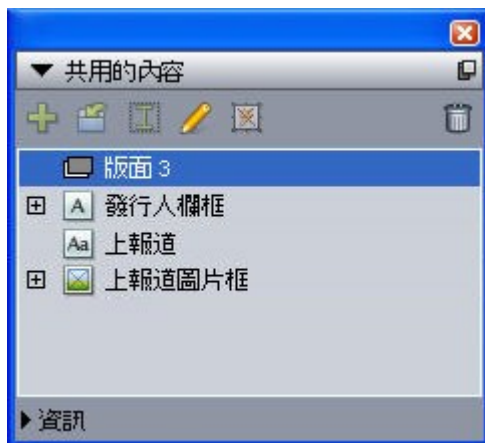 共用的內容
版面 3
A 發行人欄框
Aa 上報道
上報道圖片框
資訊